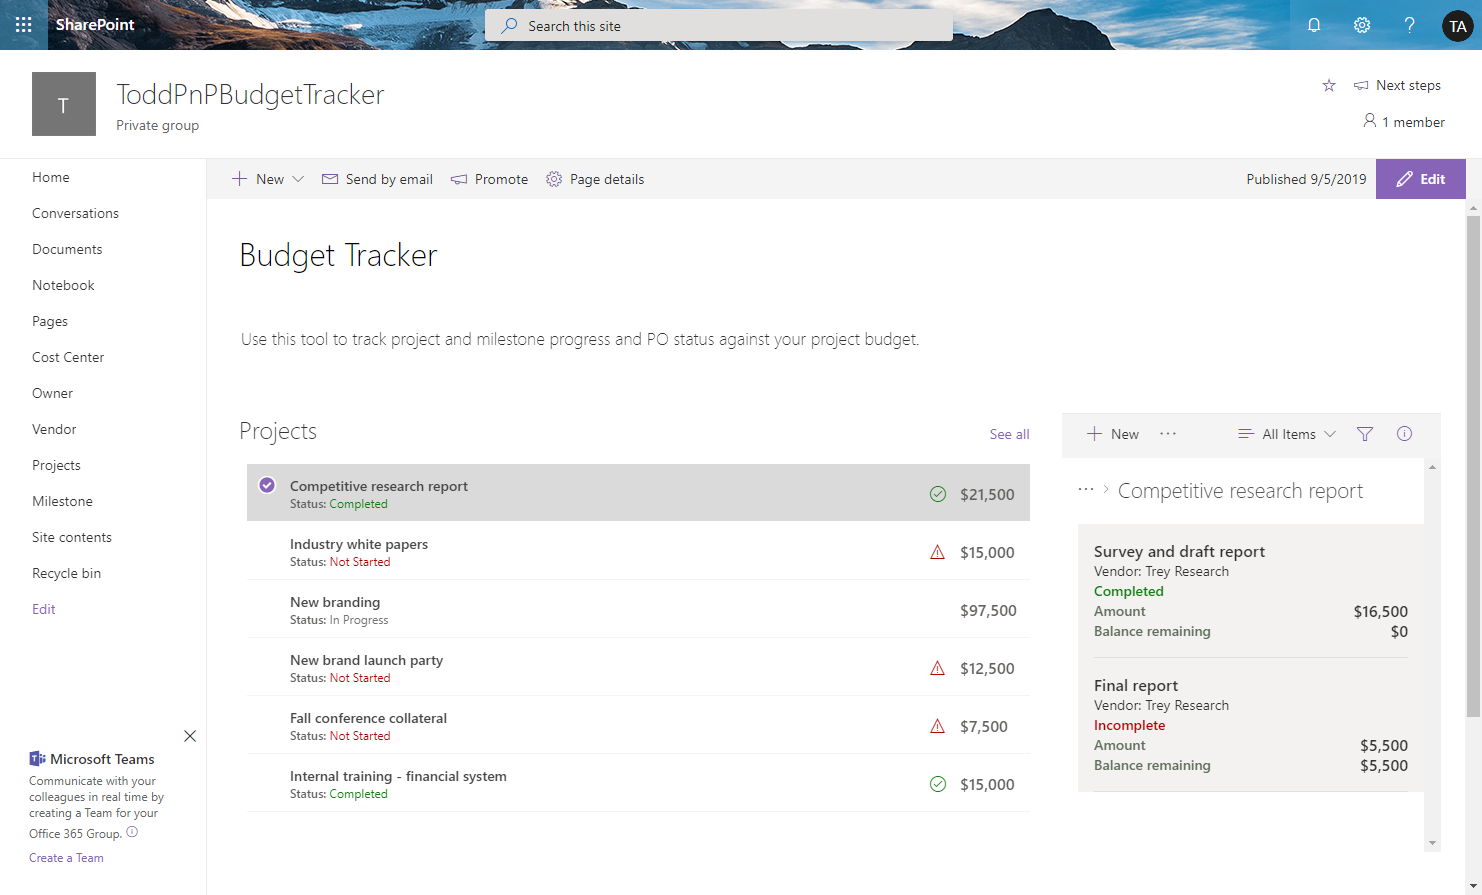 SharePoint
Search this site
TA
T
ToddPnPBudgetTracker
Private group
Next steps
1 member
Home
Conversations
Documents
Notebook
Pages
Cost Center
Owner
Vendor
Projects
Milestone
Site contents
Recycle bin
Edit
Microsoft Teams
Communicate with your
colleagues in real time by
creating a Team for your
Office 365 Group.
Create a Team
New
Send by email
Promote
Page details
Published 9/5/2019
Edit
Budget Tracker
Use this tool to track project and milestone progress and PO status against your project budget.
Projects
See all
Competitive research report
Status: Completed
$21,500
Industry white papers
Status: Not Started
$15,000
New branding
Status: In Progress
$97,500
New brand launch party
Status: Not Started
$12,500
Fall conference collateral
Status: Not Started
$7,500
Internal training - financial system
Status: Completed
$15,000
New ··· All Items
··· > Competitive research report
Survey and draft report
Vendor: Trey Research
Completed
Amount $16,500
Balance remaining $0
Final report
Vendor: Trey Research
Incomplete
Amount $5,500
Balance remaining $5,500